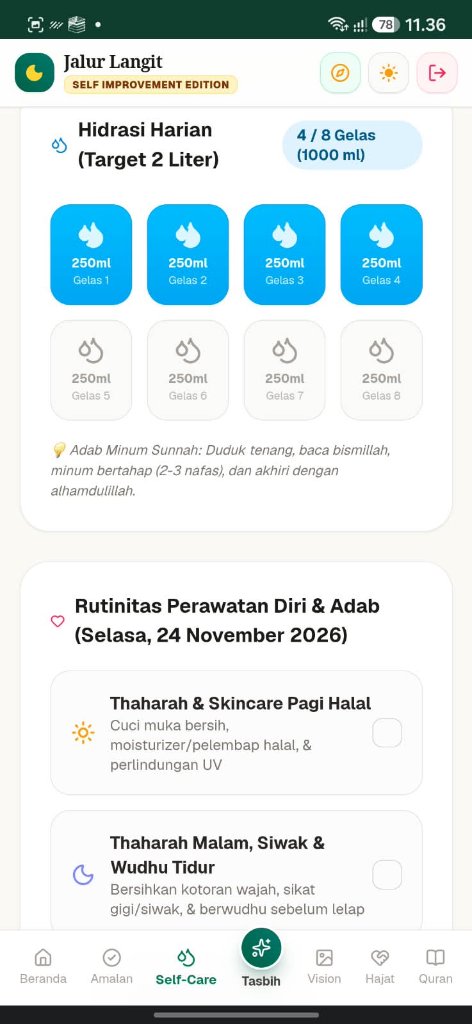 78
11.36
Jalur Langit
SELF IMPROVEMENT EDITION
Hidrasi Harian
(Target 2 Liter)
4 / 8 Gelas
(1000 ml)
250ml 250ml 250ml 250ml
Gelas 1 Gelas 2 Gelas 3 Gelas 4
250ml 250ml 250ml 250ml
Gelas 5 Gelas 6 Gelas 7 Gelas 8
Adab Minum Sunnah: Duduk tenang, baca bismillah,
minum bertahap (2-3 nafas), dan akhiri dengan
alhamdulillah.
Rutinitas Perawatan Diri & Adab
(Selasa, 24 November 2026)
Thaharah & Skincare Pagi Halal
Cuci muka bersih,
moisturizer/pelembap halal, &
perlindungan UV
Thaharah Malam, Siwak &
Wudhu Tidur
Bersihkan kotoran wajah, sikat
gigi/siwak, & berwudhu sebelum lelap
Beranda Amalan Self-Care Tasbih Vision Hajat Quran